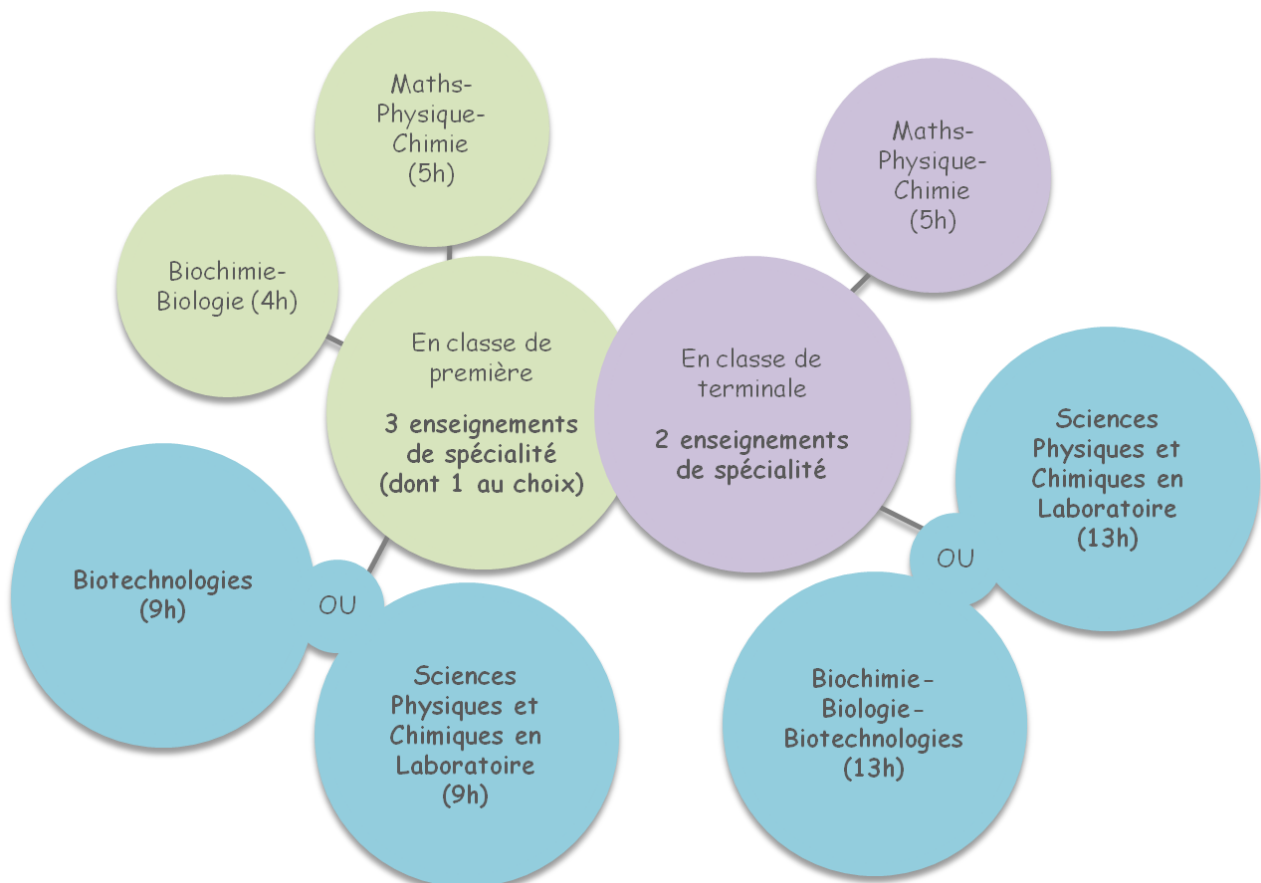 Maths-
Physique-
Chimie
(5h)
Biochimie-
Biologie (4h)
En classe de
première
3 enseignements
de spécialité
(dont 1 au choix)
Biotechnologies
(9h)
OU
Sciences
Physiques et
Chimiques en
Laboratoire
(9h)
Maths-
Physique-
Chimie
(5h)
En classe de
terminale
2 enseignements
de spécialité
Sciences
Physiques et
Chimiques en
Laboratoire
(13h)
OU
Biochimie-
Biologie-
Biotechnologies
(13h)